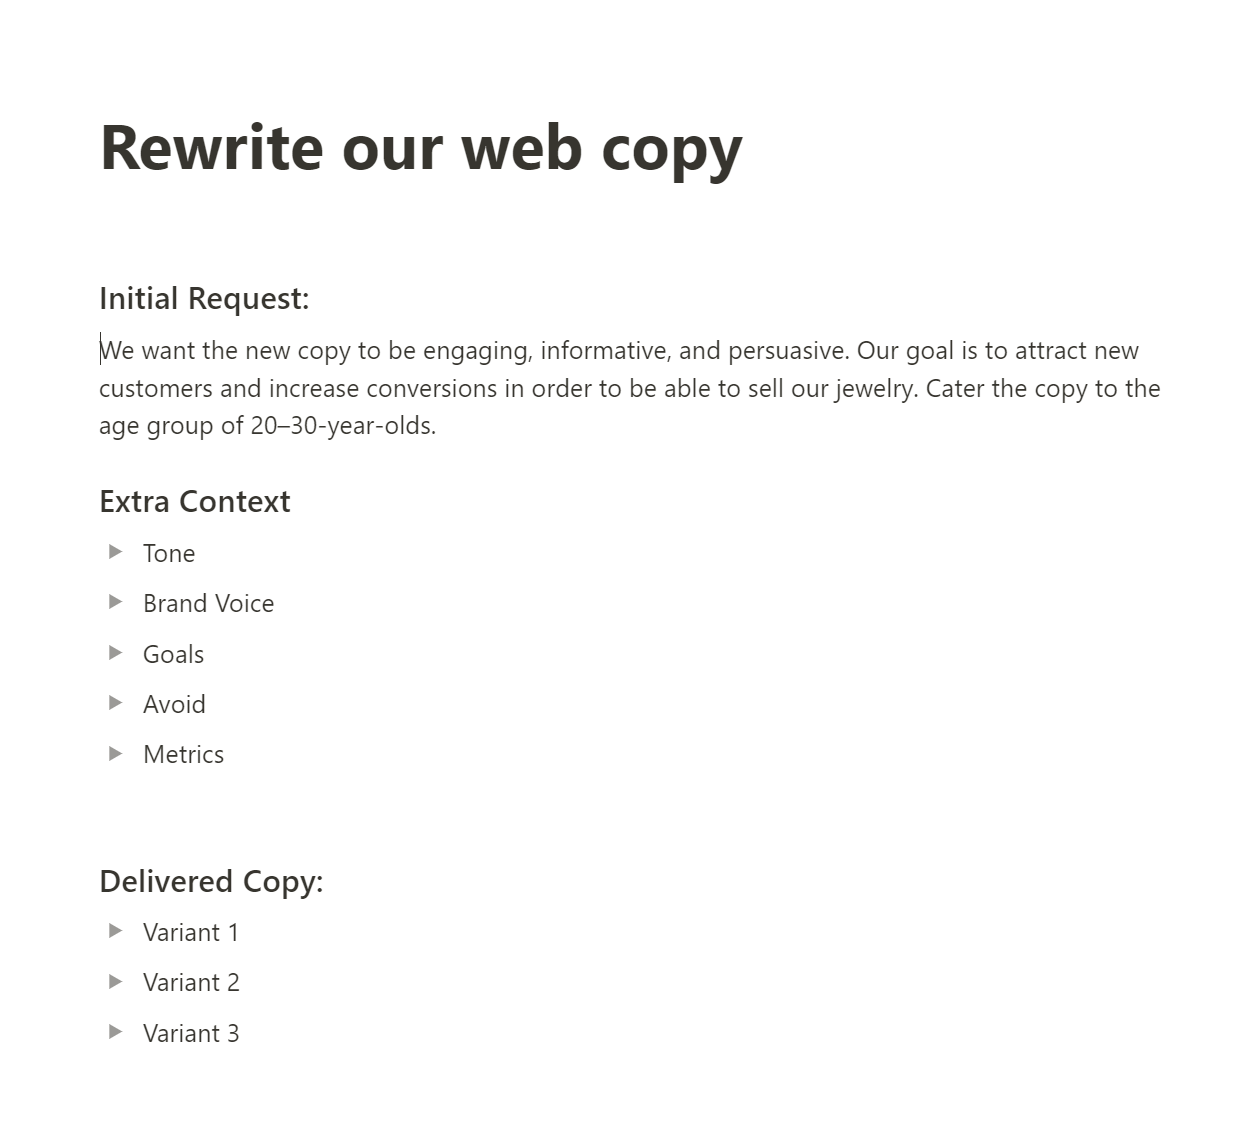 Rewrite our web copy
Initial Request:
We want the new copy to be engaging, informative, and persuasive. Our goal is to attract new
customers and increase conversions in order to be able to sell our jewelry. Cater the copy to the
age group of 20–30-year-olds.
Extra Context
Tone
Brand Voice
Goals
Avoid
Metrics
Delivered Copy:
Variant 1
Variant 2
Variant 3